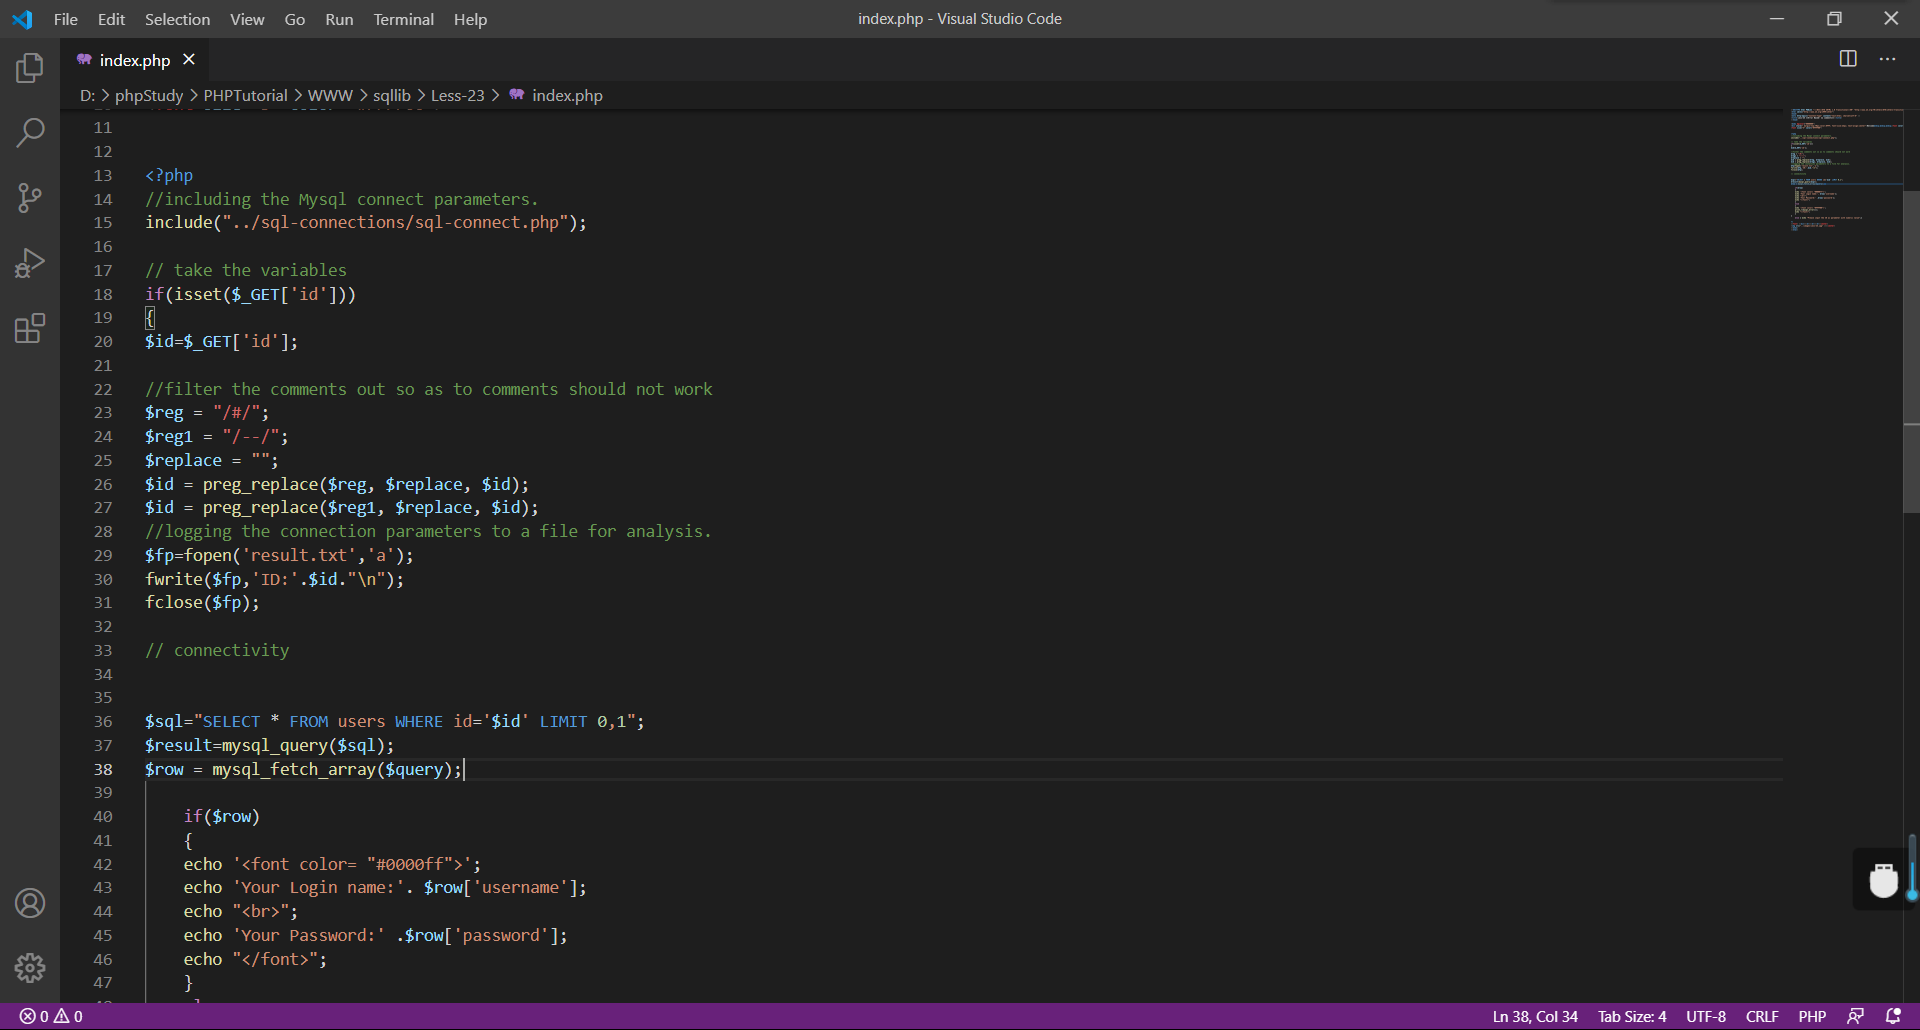 File Edit Selection View Go Run Terminal Help
index.php - Visual Studio Code
index.php
D: > phpStudy > PHPTutorial > WWW > sqllib > Less-23 > index.php
11
12
13 <?php
14 //including the Mysql connect parameters.
15 include("../sql-connections/sql-connect.php");
16
17 // take the variables
18 if(isset($_GET['id']))
19 {
20 $id=$_GET['id'];
21
22 //filter the comments out so as to comments should not work
23 $reg = "/#/";
24 $reg1 = "/--/";
25 $replace = "";
26 $id = preg_replace($reg, $replace, $id);
27 $id = preg_replace($reg1, $replace, $id);
28 //logging the connection parameters to a file for analysis.
29 $fp=fopen('result.txt','a');
30 fwrite($fp,'ID:'.$id."\n");
31 fclose($fp);
32
33 // connectivity
34
35
36 $sql="SELECT * FROM users WHERE id='$id' LIMIT 0,1";
37 $result=mysql_query($sql);
38 $row = mysql_fetch_array($query);
39
40 if($row)
41 {
42 echo '<font color= "#0000ff">';
43 echo 'Your Login name:'. $row['username'];
44 echo "<br>";
45 echo 'Your Password:' .$row['password'];
46 echo "</font>";
47 }
0 0
Ln 38, Col 34 Tab Size: 4 UTF-8 CRLF PHP